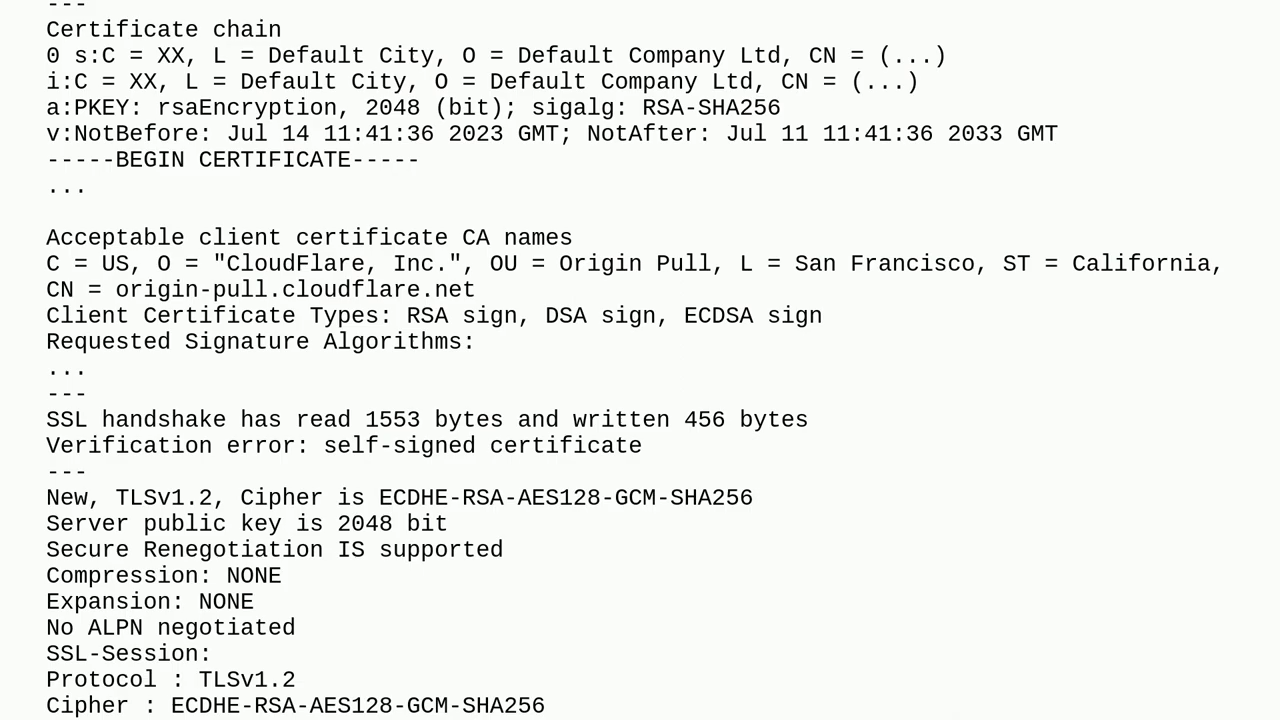 ---
Certificate chain
0 s:C = XX, L = Default City, O = Default Company Ltd, CN = (...)
i:C = XX, L = Default City, O = Default Company Ltd, CN = (...)
a:PKEY: rsaEncryption, 2048 (bit); sigalg: RSA-SHA256
v:NotBefore: Jul 14 11:41:36 2023 GMT; NotAfter: Jul 11 11:41:36 2033 GMT
-----BEGIN CERTIFICATE-----
...
Acceptable client certificate CA names
C = US, O = "CloudFlare, Inc.", OU = Origin Pull, L = San Francisco, ST = California,
CN = origin-pull.cloudflare.net
Client Certificate Types: RSA sign, DSA sign, ECDSA sign
Requested Signature Algorithms:
...
---
SSL handshake has read 1553 bytes and written 456 bytes
Verification error: self-signed certificate
---
New, TLSv1.2, Cipher is ECDHE-RSA-AES128-GCM-SHA256
Server public key is 2048 bit
Secure Renegotiation IS supported
Compression: NONE
Expansion: NONE
No ALPN negotiated
SSL-Session:
Protocol : TLSv1.2
Cipher : ECDHE-RSA-AES128-GCM-SHA256